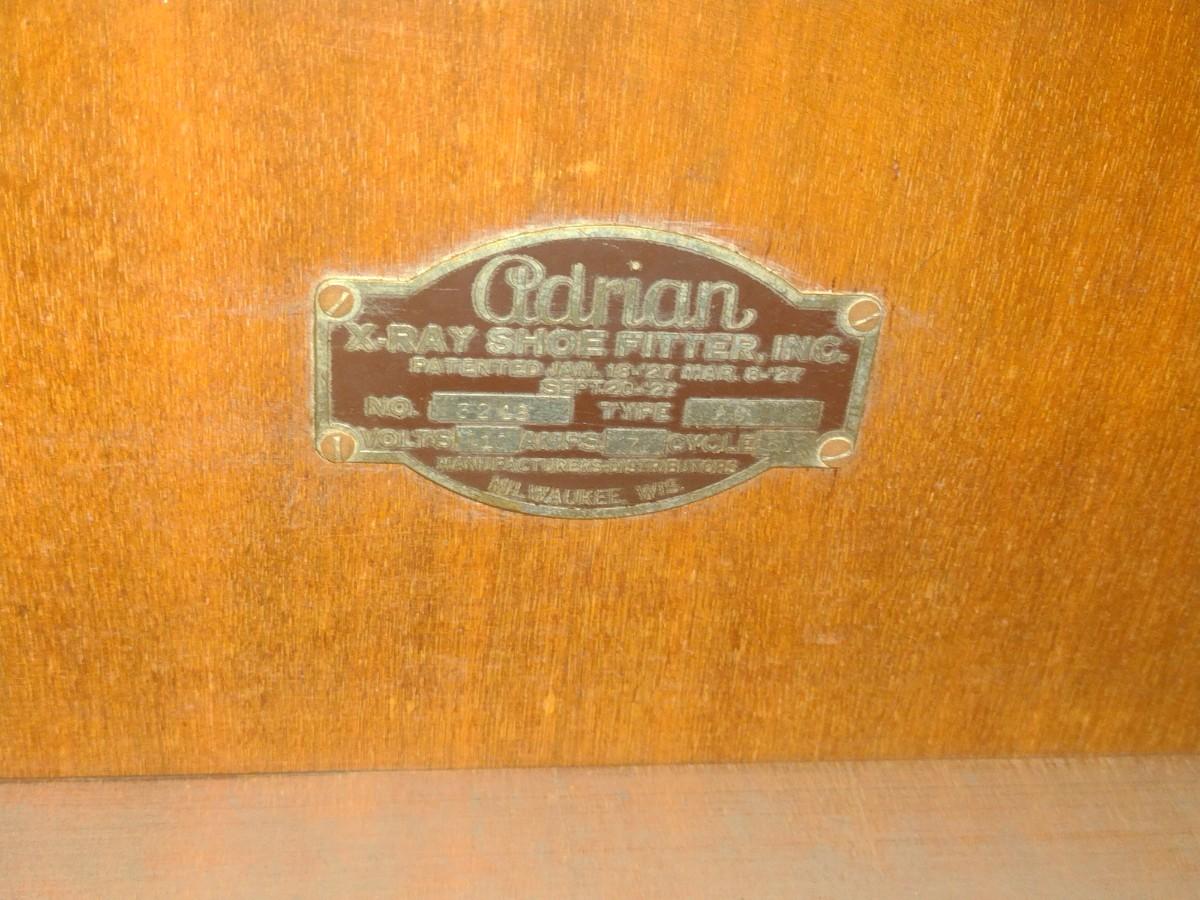 Adrian
X-RAY SHOE FITTER, INC.
PATENTED JAN. 18-'27 MAR. 8-'27
SEPT. 20-'27
NO. TYPE
VOLTS AMPS 7 CYCLE
MANUFACTURERS-DISTRIBUTORS
MILWAUKEE, WIS.